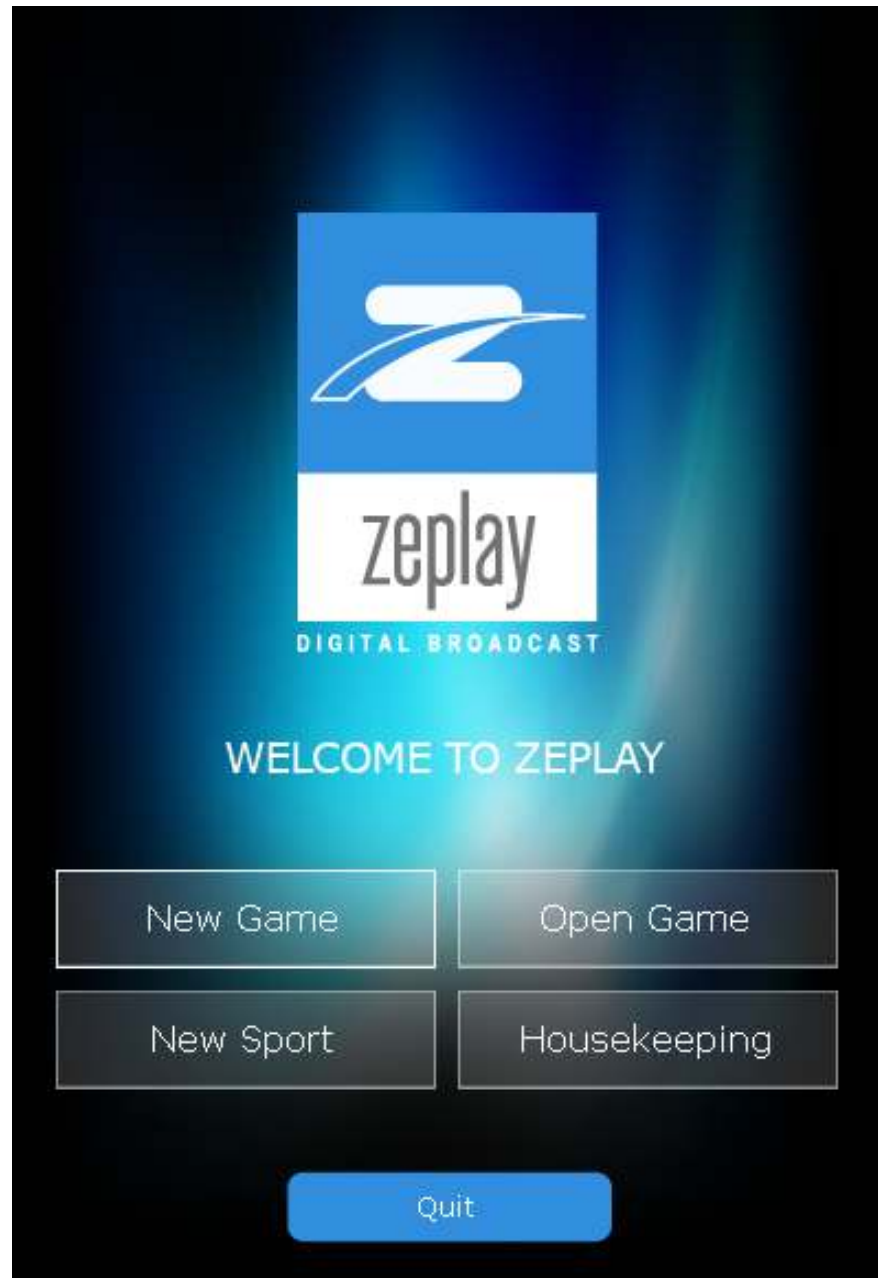 Z
zeplay
DIGITAL BROADCAST
WELCOME TO ZEPLAY
New Game
Open Game
New Sport
Housekeeping
Quit